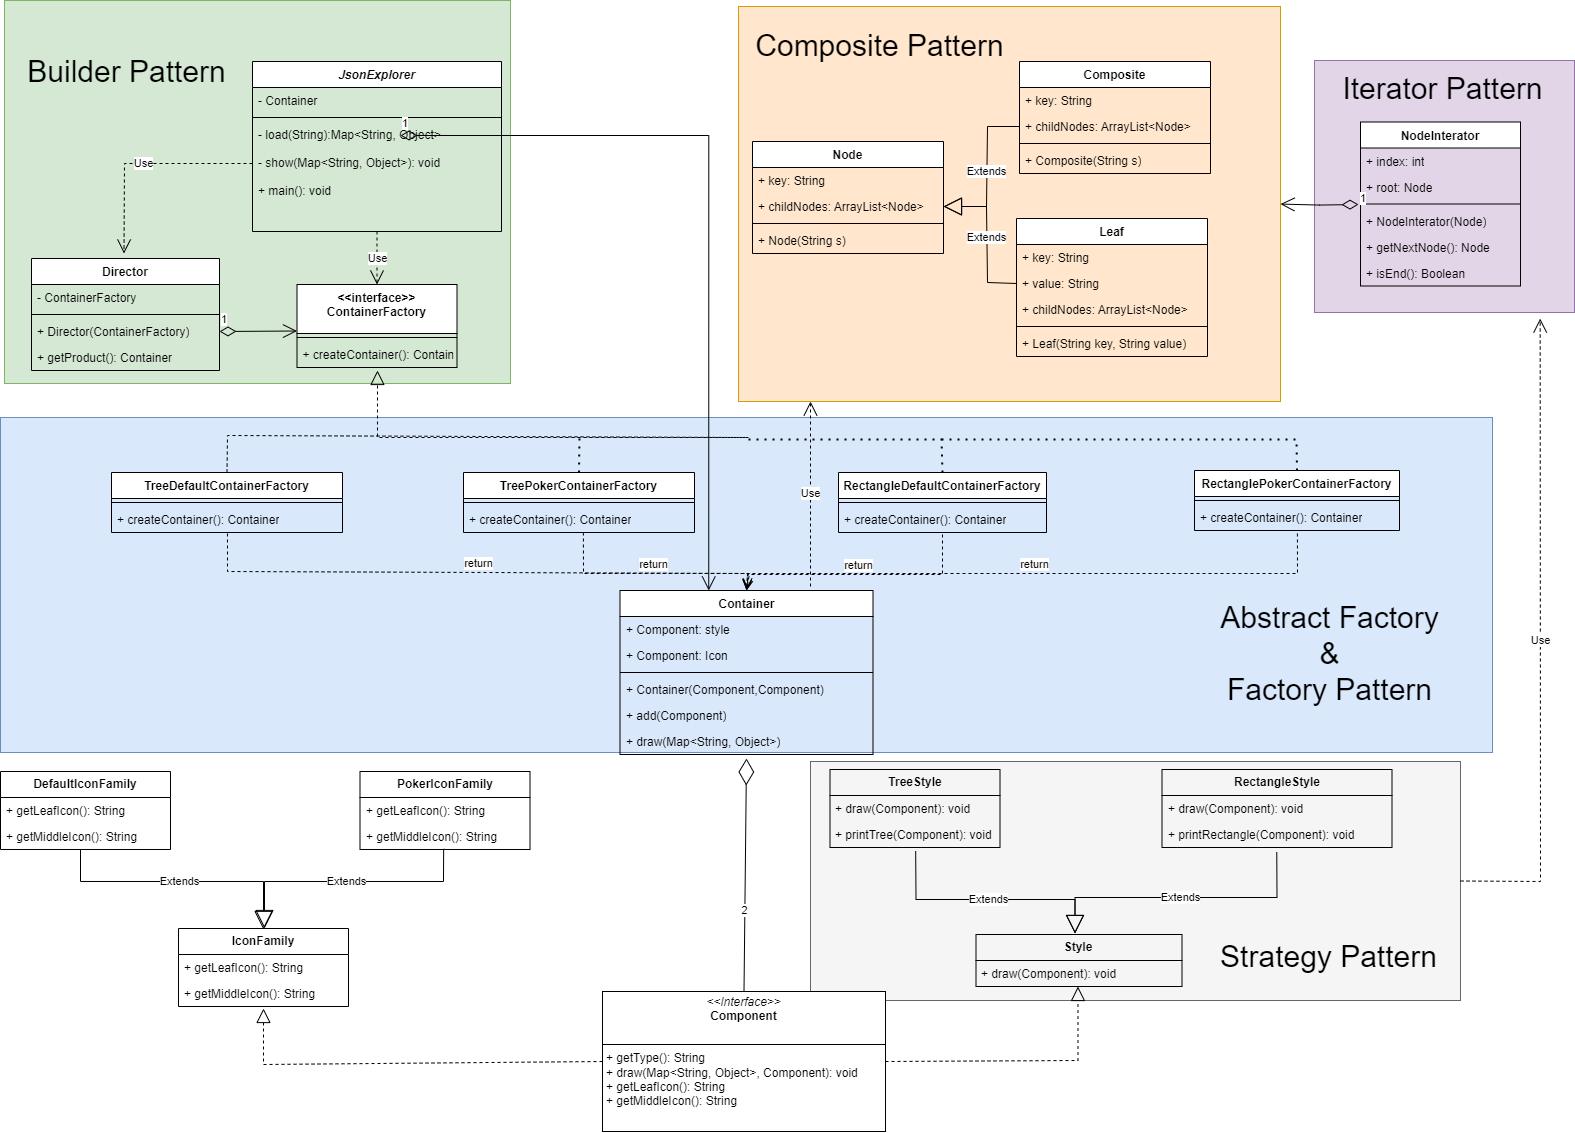 Builder Pattern
JsonExplorer
- Container
1
- load(String):Map<String, Object>
- show(Map<String, Object>): void
+ main(): void
Use
Use
Director
- ContainerFactory
+ Director(ContainerFactory)
+ getProduct(): Container
1
<<interface>>
ContainerFactory
+ createContainer(): Contain
Composite Pattern
Node
+ key: String
+ childNodes: ArrayList<Node>
+ Node(String s)
Extends
Extends
Composite
+ key: String
+ childNodes: ArrayList<Node>
+ Composite(String s)
Leaf
+ key: String
+ value: String
+ childNodes: ArrayList<Node>
+ Leaf(String key, String value)
Iterator Pattern
NodeInterator
+ index: int
+ root: Node
1
+ NodeInterator(Node)
+ getNextNode(): Node
+ isEnd(): Boolean
TreeDefaultContainerFactory
+ createContainer(): Container
TreePokerContainerFactory
+ createContainer(): Container
Use
RectangleDefaultContainerFactory
+ createContainer(): Container
RectanglePokerContainerFactory
+ createContainer(): Container
return
return
return
return
Container
+ Component: style
+ Component: Icon
+ Container(Component,Component)
+ add(Component)
+ draw(Map<String, Object>)
Abstract Factory
&
Factory Pattern
Use
DefaultIconFamily
+ getLeafIcon(): String
+ getMiddleIcon(): String
PokerIconFamily
+ getLeafIcon(): String
+ getMiddleIcon(): String
Extends
Extends
IconFamily
+ getLeafIcon(): String
+ getMiddleIcon(): String
2
TreeStyle
+ draw(Component): void
+ printTree(Component): void
RectangleStyle
+ draw(Component): void
+ printRectangle(Component): void
Extends
Extends
Style
+ draw(Component): void
Strategy Pattern
<<Interface>>
Component
+ getType(): String
+ draw(Map<String, Object>, Component): void
+ getLeafIcon(): String
+ getMiddleIcon(): String